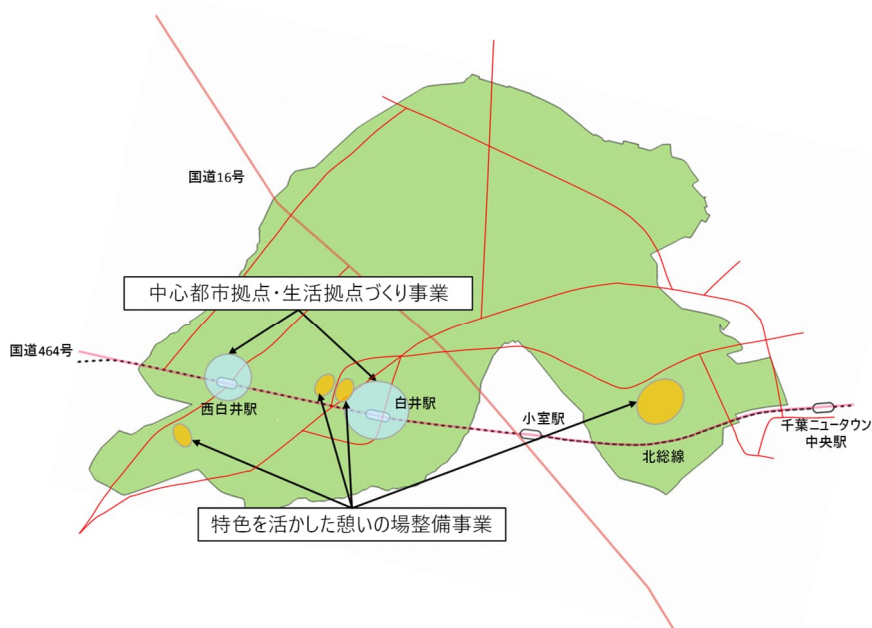 国道16号
中心都市拠点・生活拠点づくり事業
国道464号
西白井駅
白井駅
小室駅
千葉ニュータウン
中央駅
北総線
特色を活かした憩いの場整備事業